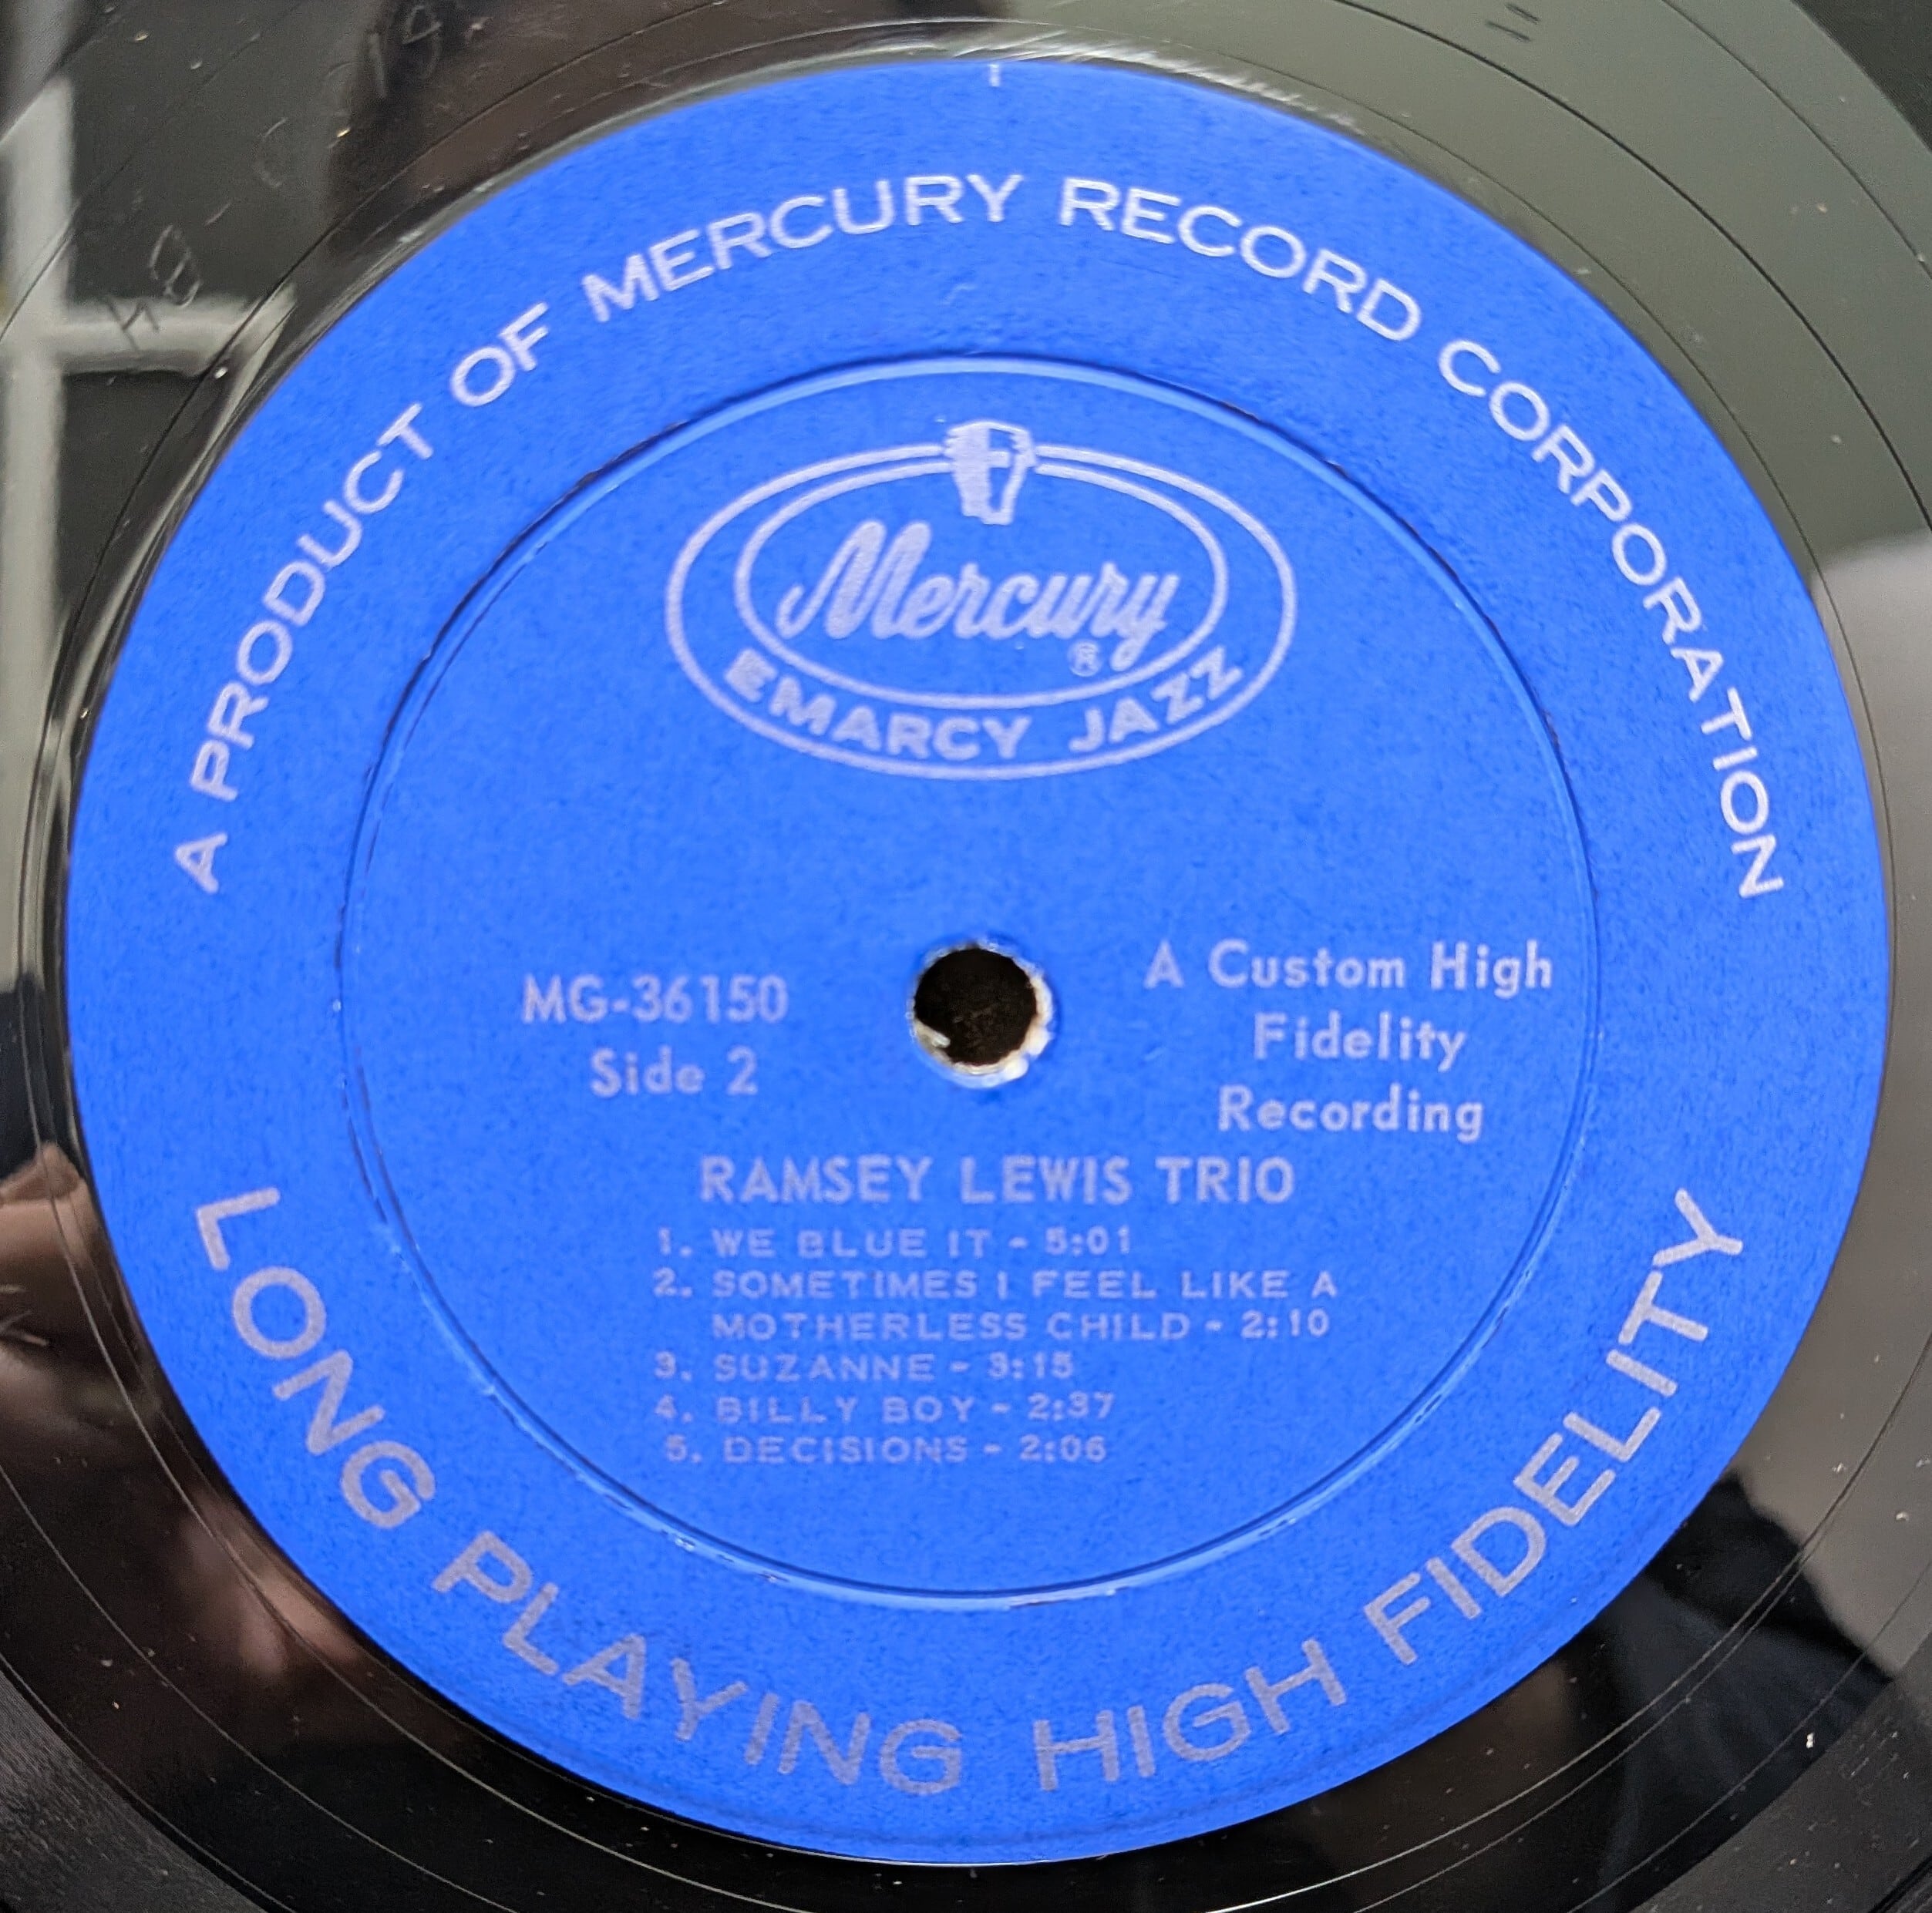 A PRODUCT OF MERCURY RECORD CORPORATION
Mercury
®
EMARCY JAZZ
MG-36150
Side 2
A Custom High
Fidelity
Recording
RAMSEY LEWIS TRIO
1. WE BLUE IT - 5:01
2. SOMETIMES I FEEL LIKE A
MOTHERLESS CHILD - 2:10
3. SUZANNE - 3:15
4. BILLY BOY - 2:37
5. DECISIONS - 2:06
LONG PLAYING HIGH FIDELITY